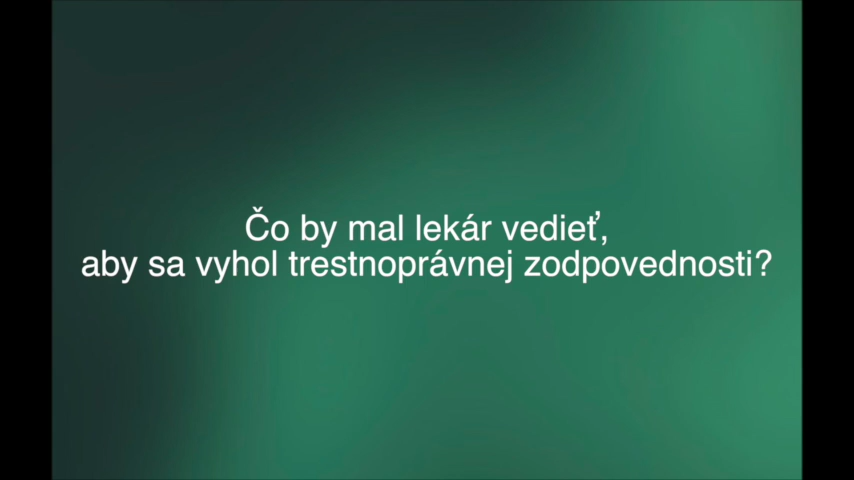 Čo by mal lekár vedieť,
aby sa vyhol trestnoprávnej zodpovednosti?